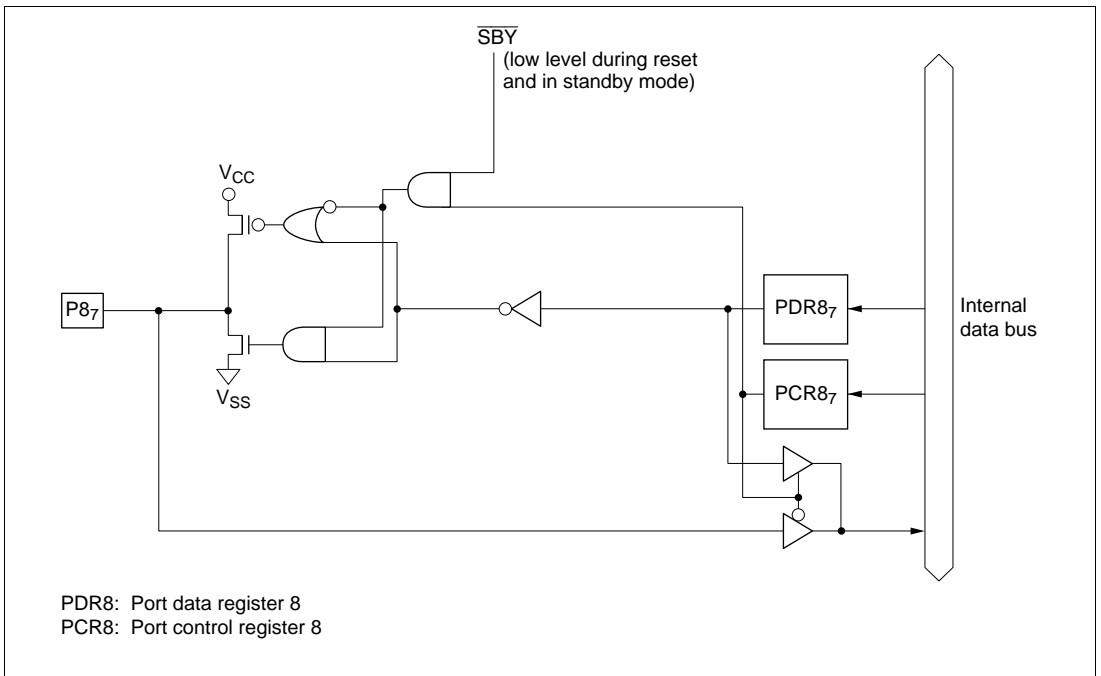 S̅B̅Y̅
(low level during reset
and in standby mode)
VCC
P87
PDR87
Internal
data bus
PCR87
VSS
PDR8: Port data register 8
PCR8: Port control register 8